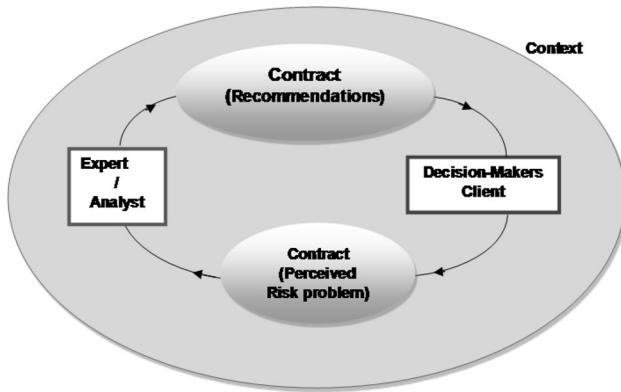 Context
Contract
(Recommendations)
Expert
/
Analyst
Decision-Makers
Client
Contract
(Perceived
Risk problem)